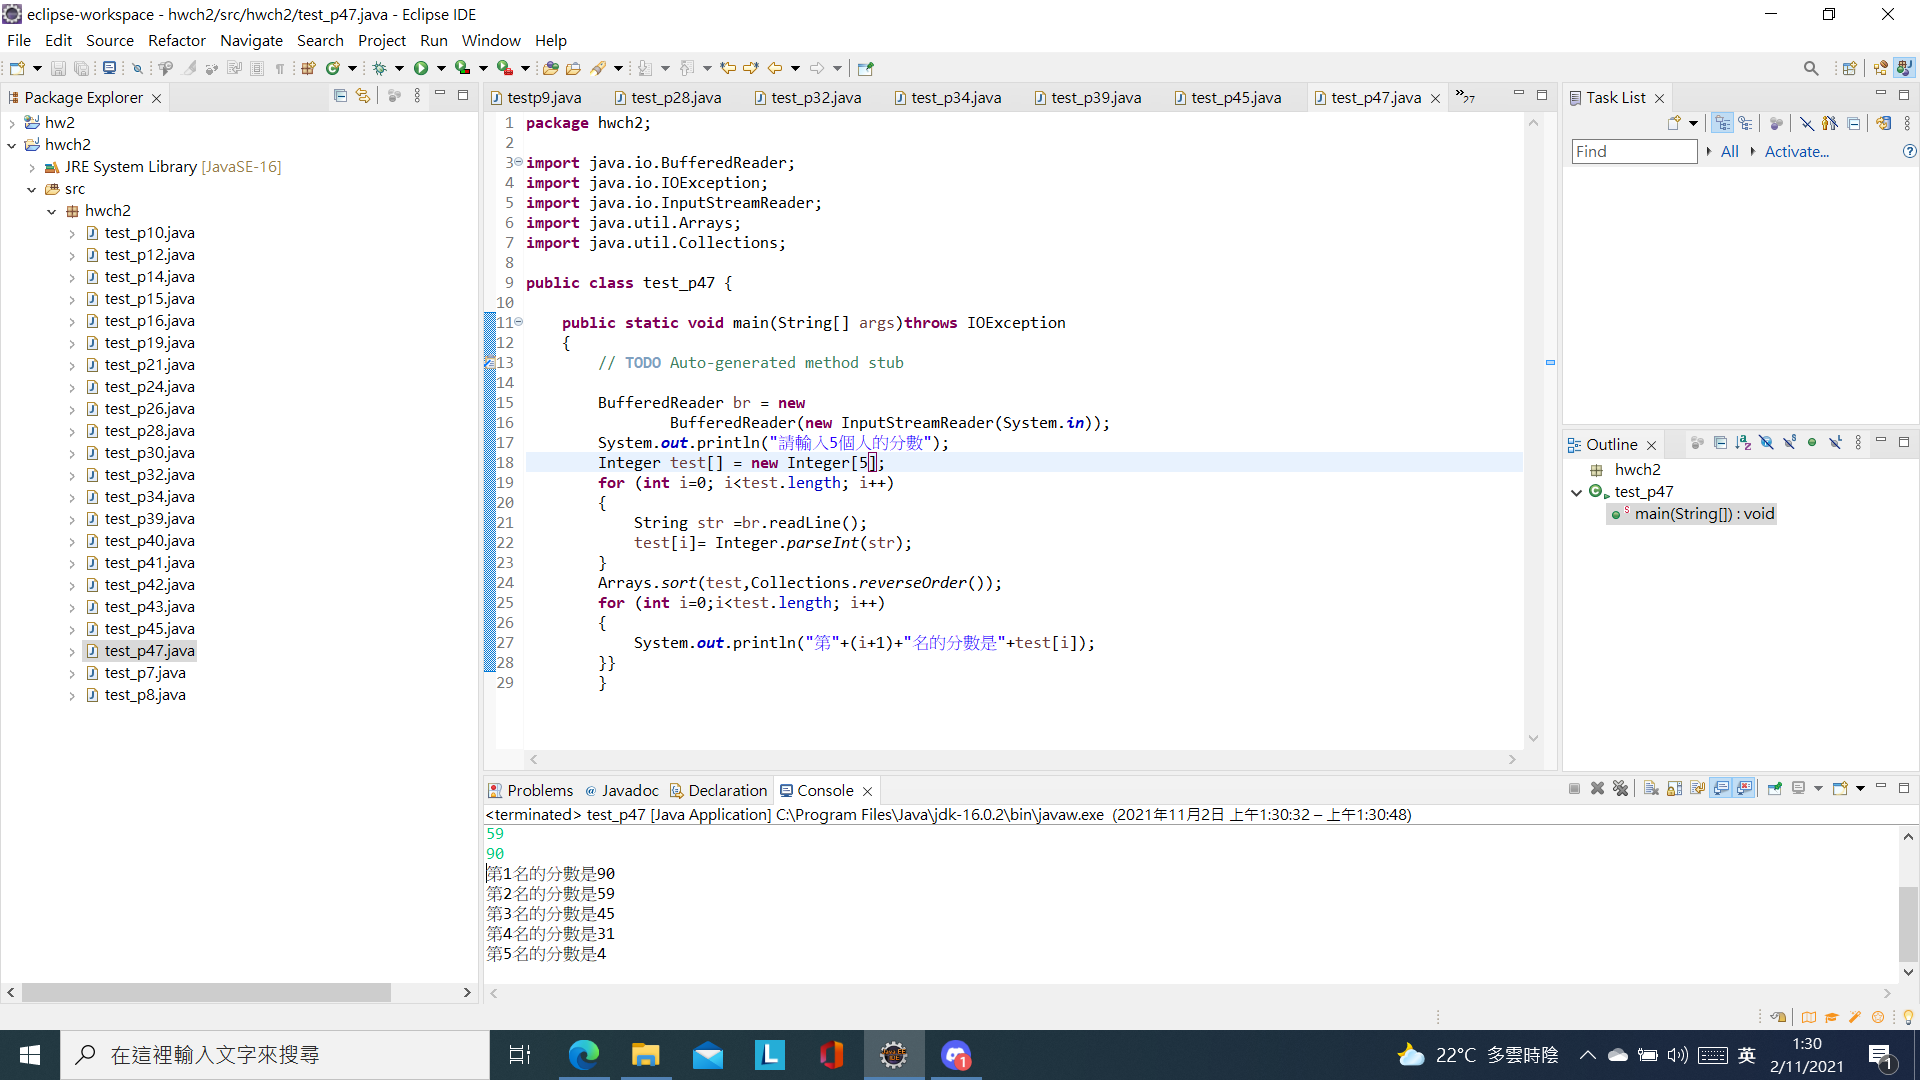 eclipse-workspace - hwch2/src/hwch2/test_p47.java - Eclipse IDE
File Edit Source Refactor Navigate Search Project Run Window Help
Package Explorer
hw2
hwch2
JRE System Library [JavaSE-16]
src
hwch2
test_p10.java
test_p12.java
test_p14.java
test_p15.java
test_p16.java
test_p19.java
test_p21.java
test_p24.java
test_p26.java
test_p28.java
test_p30.java
test_p32.java
test_p34.java
test_p39.java
test_p40.java
test_p41.java
test_p42.java
test_p43.java
test_p45.java
test_p47.java
test_p7.java
test_p8.java
testp9.java test_p28.java test_p32.java test_p34.java test_p39.java test_p45.java test_p47.java »27
1 package hwch2;
2
3 import java.io.BufferedReader;
4 import java.io.IOException;
5 import java.io.InputStreamReader;
6 import java.util.Arrays;
7 import java.util.Collections;
8
9 public class test_p47 {
10
11 public static void main(String[] args)throws IOException
12 {
13 // TODO Auto-generated method stub
14
15 BufferedReader br = new
16 BufferedReader(new InputStreamReader(System.in));
17 System.out.println("請輸入5個人的分數");
18 Integer test[] = new Integer[5];
19 for (int i=0; i<test.length; i++)
20 {
21 String str =br.readLine();
22 test[i]= Integer.parseInt(str);
23 }
24 Arrays.sort(test,Collections.reverseOrder());
25 for (int i=0;i<test.length; i++)
26 {
27 System.out.println("第"+(i+1)+"名的分數是"+test[i]);
28 }}
29 }
Task List
Find All Activate...
Outline
hwch2
test_p47
main(String[]) : void
Problems @ Javadoc Declaration Console
<terminated> test_p47 [Java Application] C:\Program Files\Java\jdk-16.0.2\bin\javaw.exe (2021年11月2日 上午1:30:32 – 上午1:30:48)
59
90
第1名的分數是90
第2名的分數是59
第3名的分數是45
第4名的分數是31
第5名的分數是4
在這裡輸入文字來搜尋
L
1
22°C 多雲時陰
英
1:30
2/11/2021
1